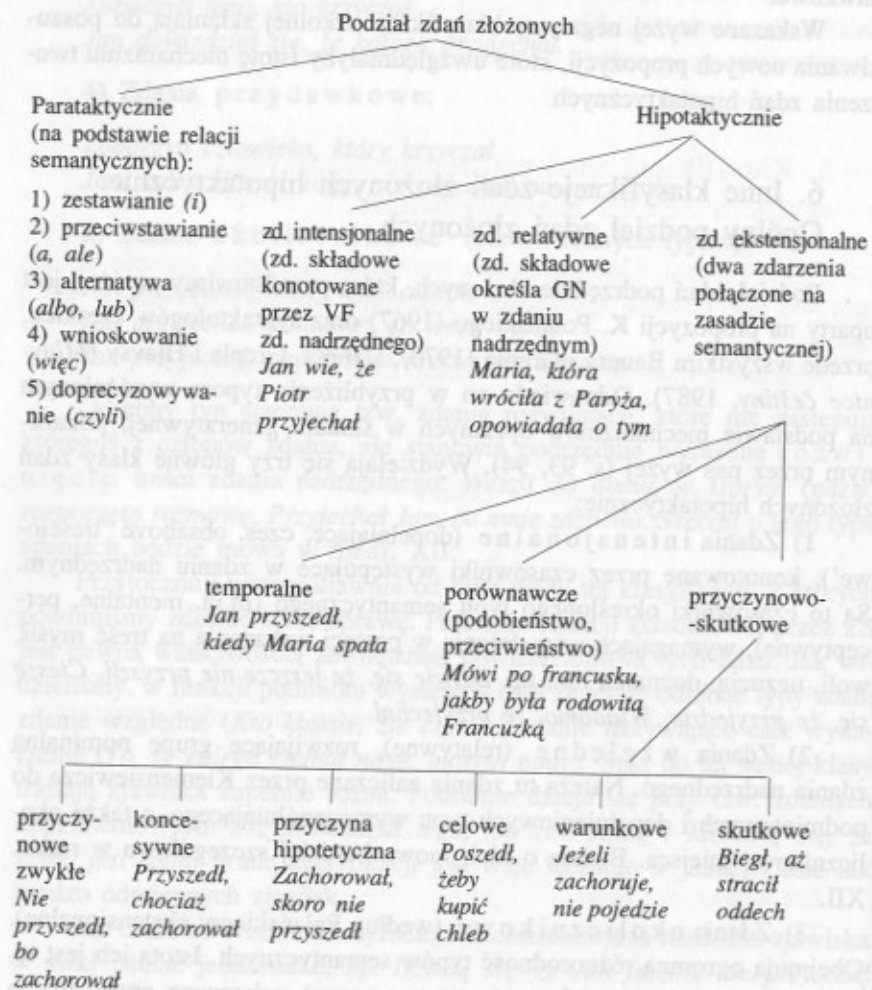 Podział zdań złożonych
Parataktycznie
(na podstawie relacji
semantycznych):
1) zestawianie (i)
2) przeciwstawianie
(a, ale)
3) alternatywa
(albo, lub)
4) wynioskowanie
(więc)
5) doprecyzowywa-
nie (czyli)
Hipotaktycznie
zd. intensjonalne
(zd. składowe
konotowane
przez VF
zd. nadrzędnego)
Jan wie, że
Piotr
przyjechał
zd. relatywne
(zd. składowe
określa GN
w zdaniu
nadrzędnym)
Maria, która
wróciła z Paryża,
opowiadała o tym
zd. ekstensjonalne
(dwa zdarzenia
połączone na
zasadzie
semantycznej)
temporalne
Jan przyszedł,
kiedy Maria spała
porównawcze
(podobieństwo,
przeciwieństwo)
Mówi po francusku,
jakby była rodowitą
Francuzką
przyczynowo-
-skutkowe
przyczy-
nowe
zwykłe
Nie
przyszedł,
bo
zachorował
konce-
sywne
Przyszedł,
chociaż
zachorował
przyczyna
hipotetyczna
Zachorował,
skoro nie
przyszedł
celowe
Poszedł,
żeby
kupić
chleb
warunkowe
Jeżeli
zachoruje,
nie pojedzie
skutkowe
Biegł, aż
stracił
oddech